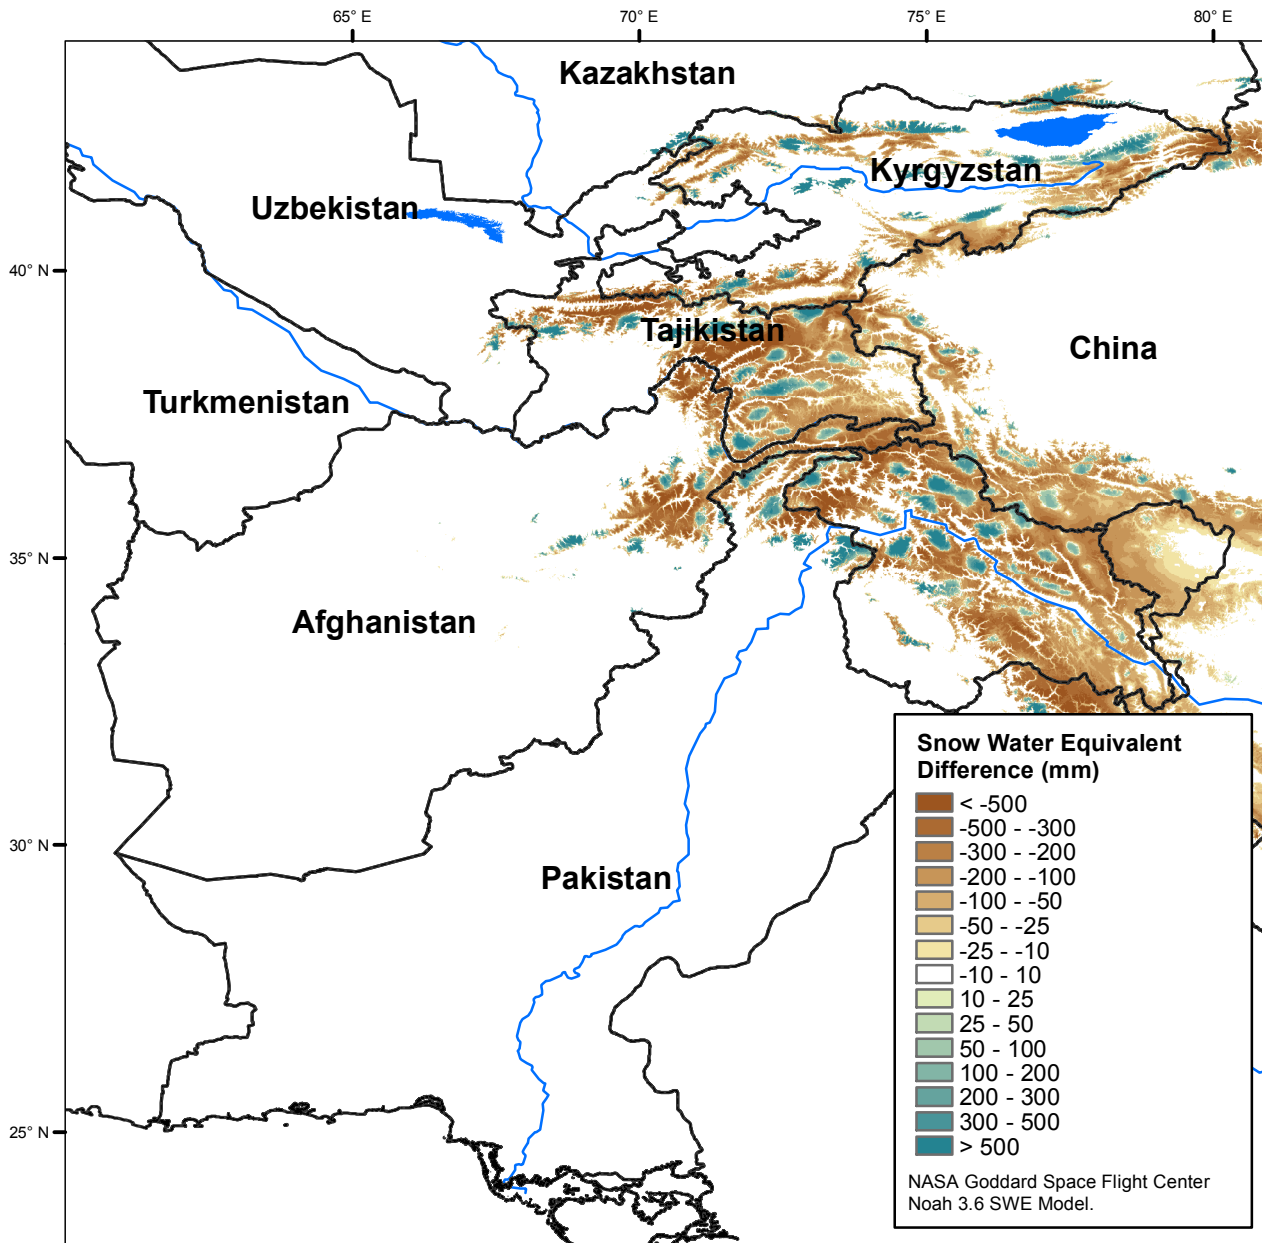 65° E
70° E
75° E
80° E
Kazakhstan
Kyrgyzstan
Uzbekistan
40° N
Tajikistan
China
Turkmenistan
35° N
Afghanistan
30° N
Pakistan
25° N
Snow Water Equivalent
Difference (mm)
< -500
-500 - -300
-300 - -200
-200 - -100
-100 - -50
-50 - -25
-25 - -10
-10 - 10
10 - 25
25 - 50
50 - 100
100 - 200
200 - 300
300 - 500
> 500
NASA Goddard Space Flight Center
Noah 3.6 SWE Model.